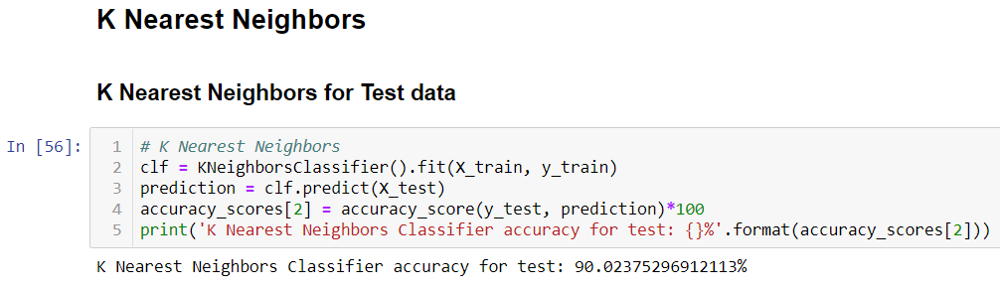 K Nearest Neighbors
K Nearest Neighbors for Test data
In [56]:
1 # K Nearest Neighbors
2 clf = KNeighborsClassifier().fit(X_train, y_train)
3 prediction = clf.predict(X_test)
4 accuracy_scores[2] = accuracy_score(y_test, prediction)*100
5 print('K Nearest Neighbors Classifier accuracy for test: {}%'.format(accuracy_scores[2]))
K Nearest Neighbors Classifier accuracy for test: 90.02375296912113%